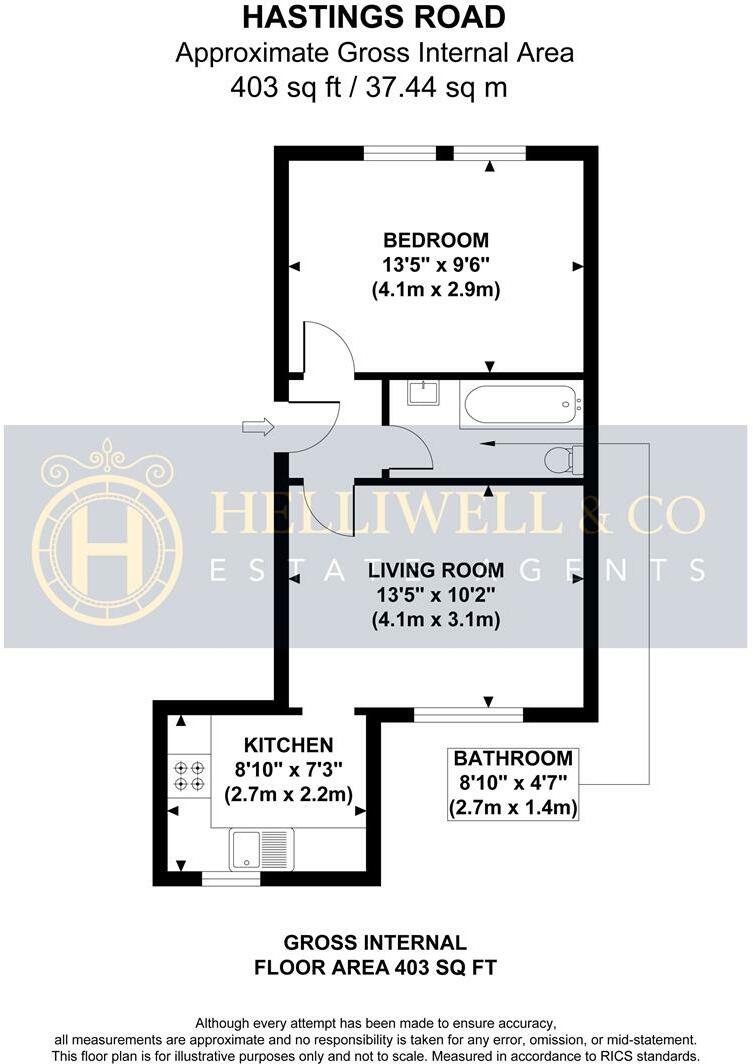 HASTINGS ROAD
Approximate Gross Internal Area
403 sq ft / 37.44 sq m
BEDROOM
13'5" x 9'6"
(4.1m x 2.9m)
H
HELLIWELL & CO
ESTATE AGENTS
LIVING ROOM
13'5" x 10'2"
(4.1m x 3.1m)
KITCHEN
8'10" x 7'3"
(2.7m x 2.2m)
BATHROOM
8'10" x 4'7"
(2.7m x 1.4m)
GROSS INTERNAL
FLOOR AREA 403 SQ FT
Although every attempt has been made to ensure accuracy,
all measurements are approximate and no responsibility is taken for any error, omission, or mid-statement.
This floor plan is for illustrative purposes only and not to scale. Measured in accordance to RICS standards.